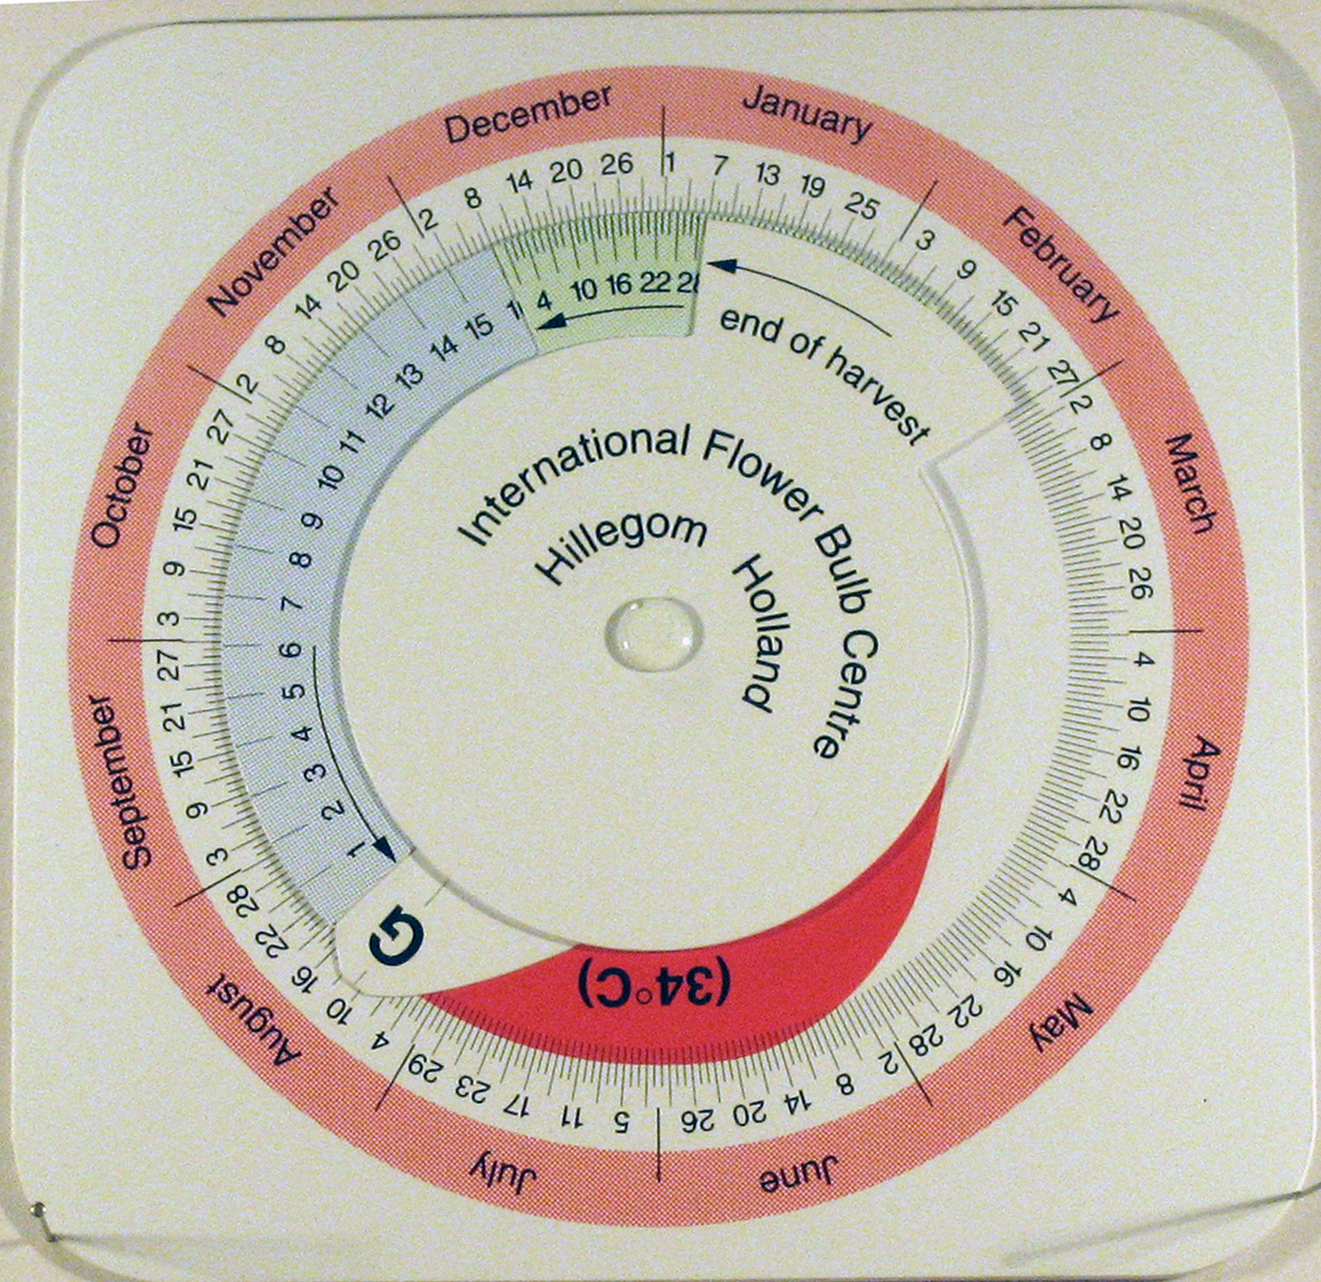 January
February
March
April
May
June
July
August
September
October
November
December
1 7 13 19 25
3 9 15 21 27
2 8 14 20 26
4 10 16 22 28
4 10 16 22 28
2 8 14 20 26
5 11 17 23 29
4 10 16 22 28
3 9 15 21 27
3 9 15 21 27
2 8 14 20 26
2 8 14 20 26
4 10 16 22
1 2 3 4 5 6 7 8 9 10 11 12 13 14 15
end of harvest
International Flower Bulb Centre
Hillegom Holland
G
(34°C)